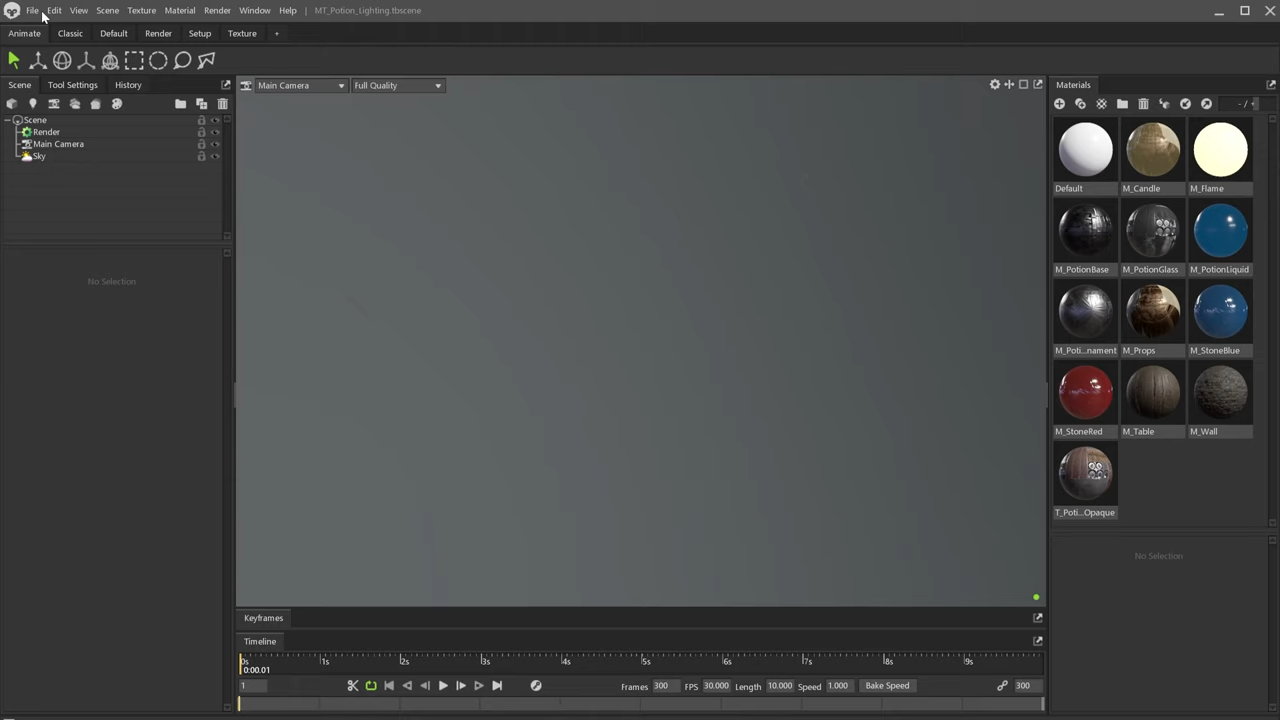 File Edit View Scene Texture Material Render Window Help | MT_Potion_Lighting.tbscene
Animate Classic Default Render Setup Texture +
Scene Tool Settings History
Main Camera Full Quality
Materials
- / +
Scene
Render
Main Camera
Sky
No Selection
Default M_Candle M_Flame
M_PotionBase M_PotionGlass M_PotionLiquid
M_Poti...nament M_Props M_StoneBlue
M_StoneRed M_Table M_Wall
T_Poti...Opaque
No Selection
Keyframes
Timeline
0s 1s 2s 3s 4s 5s 6s 7s 8s 9s
0:00.01
1 Frames 300 FPS 30.000 Length 10.000 Speed 1.000 Bake Speed 300